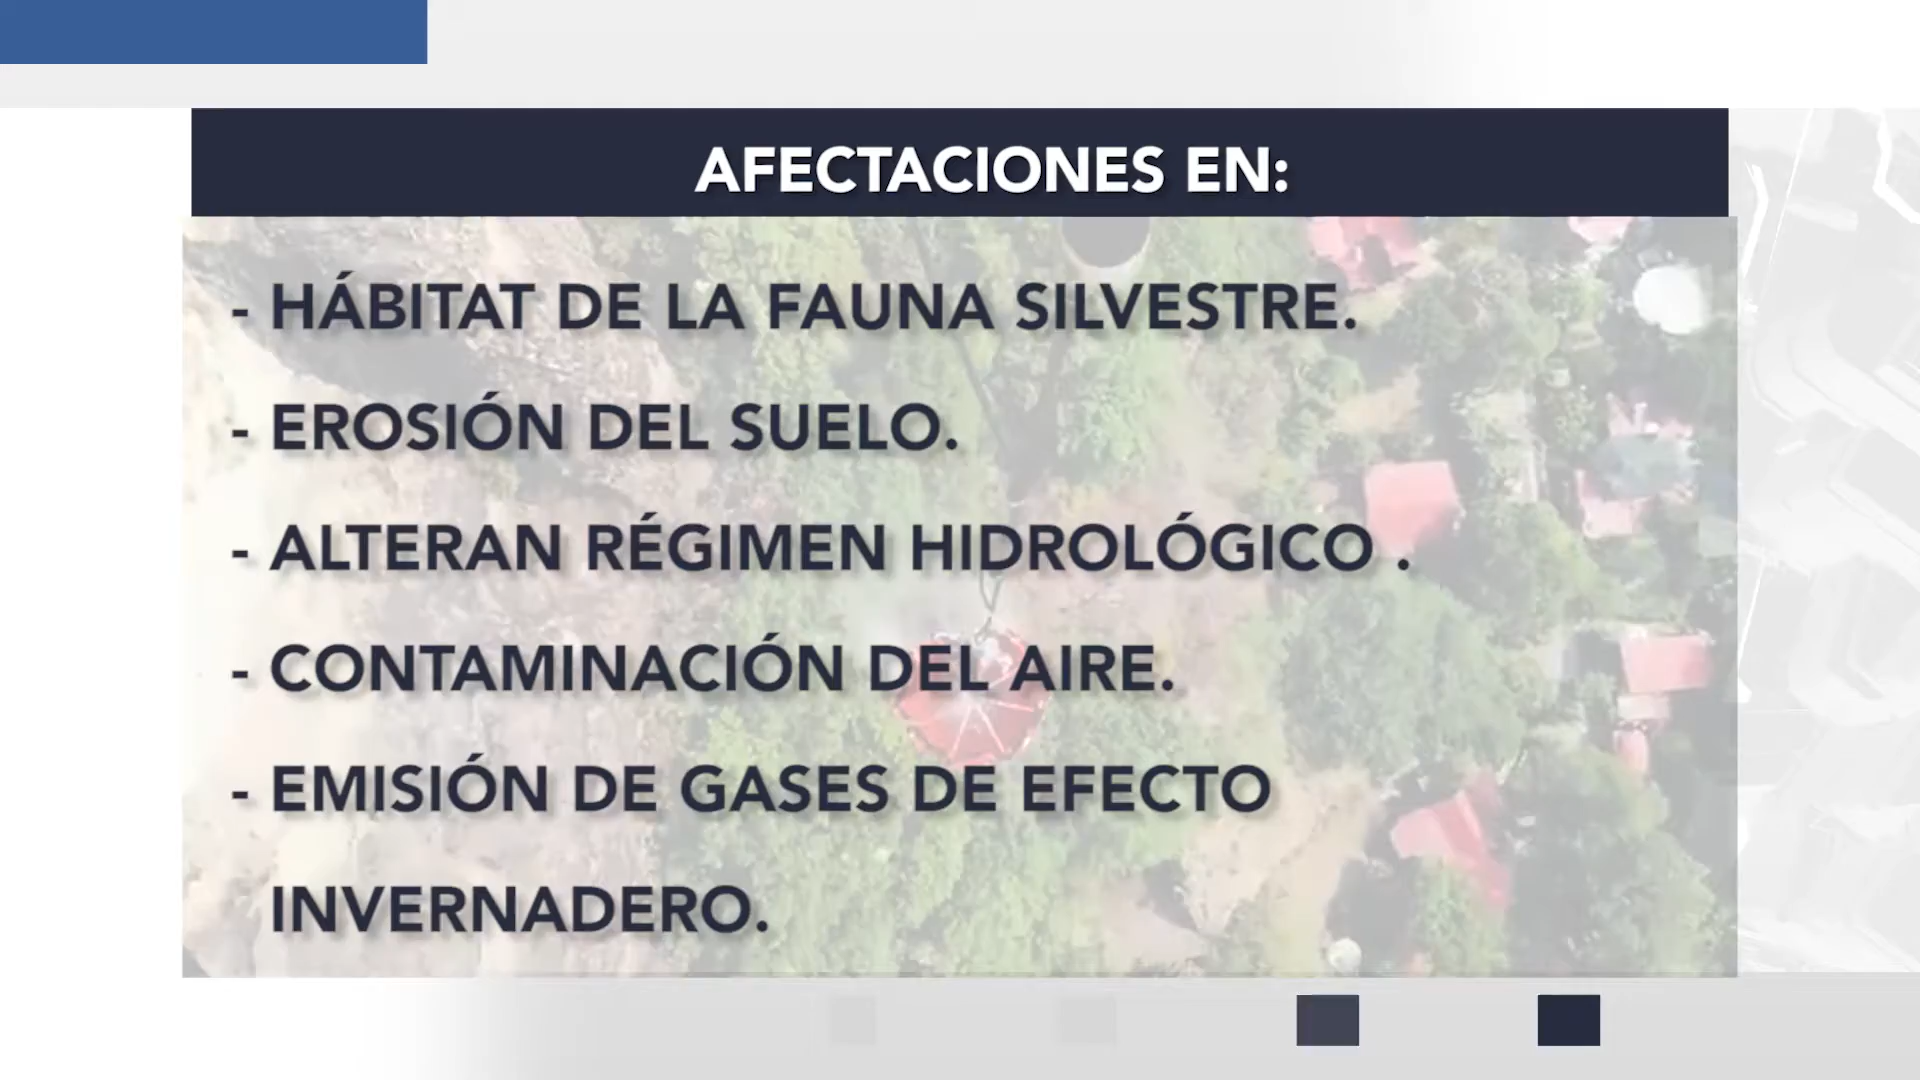 AFECTACIONES EN:
- HÁBITAT DE LA FAUNA SILVESTRE.
- EROSIÓN DEL SUELO.
- ALTERAN RÉGIMEN HIDROLÓGICO .
- CONTAMINACIÓN DEL AIRE.
- EMISIÓN DE GASES DE EFECTO
INVERNADERO.